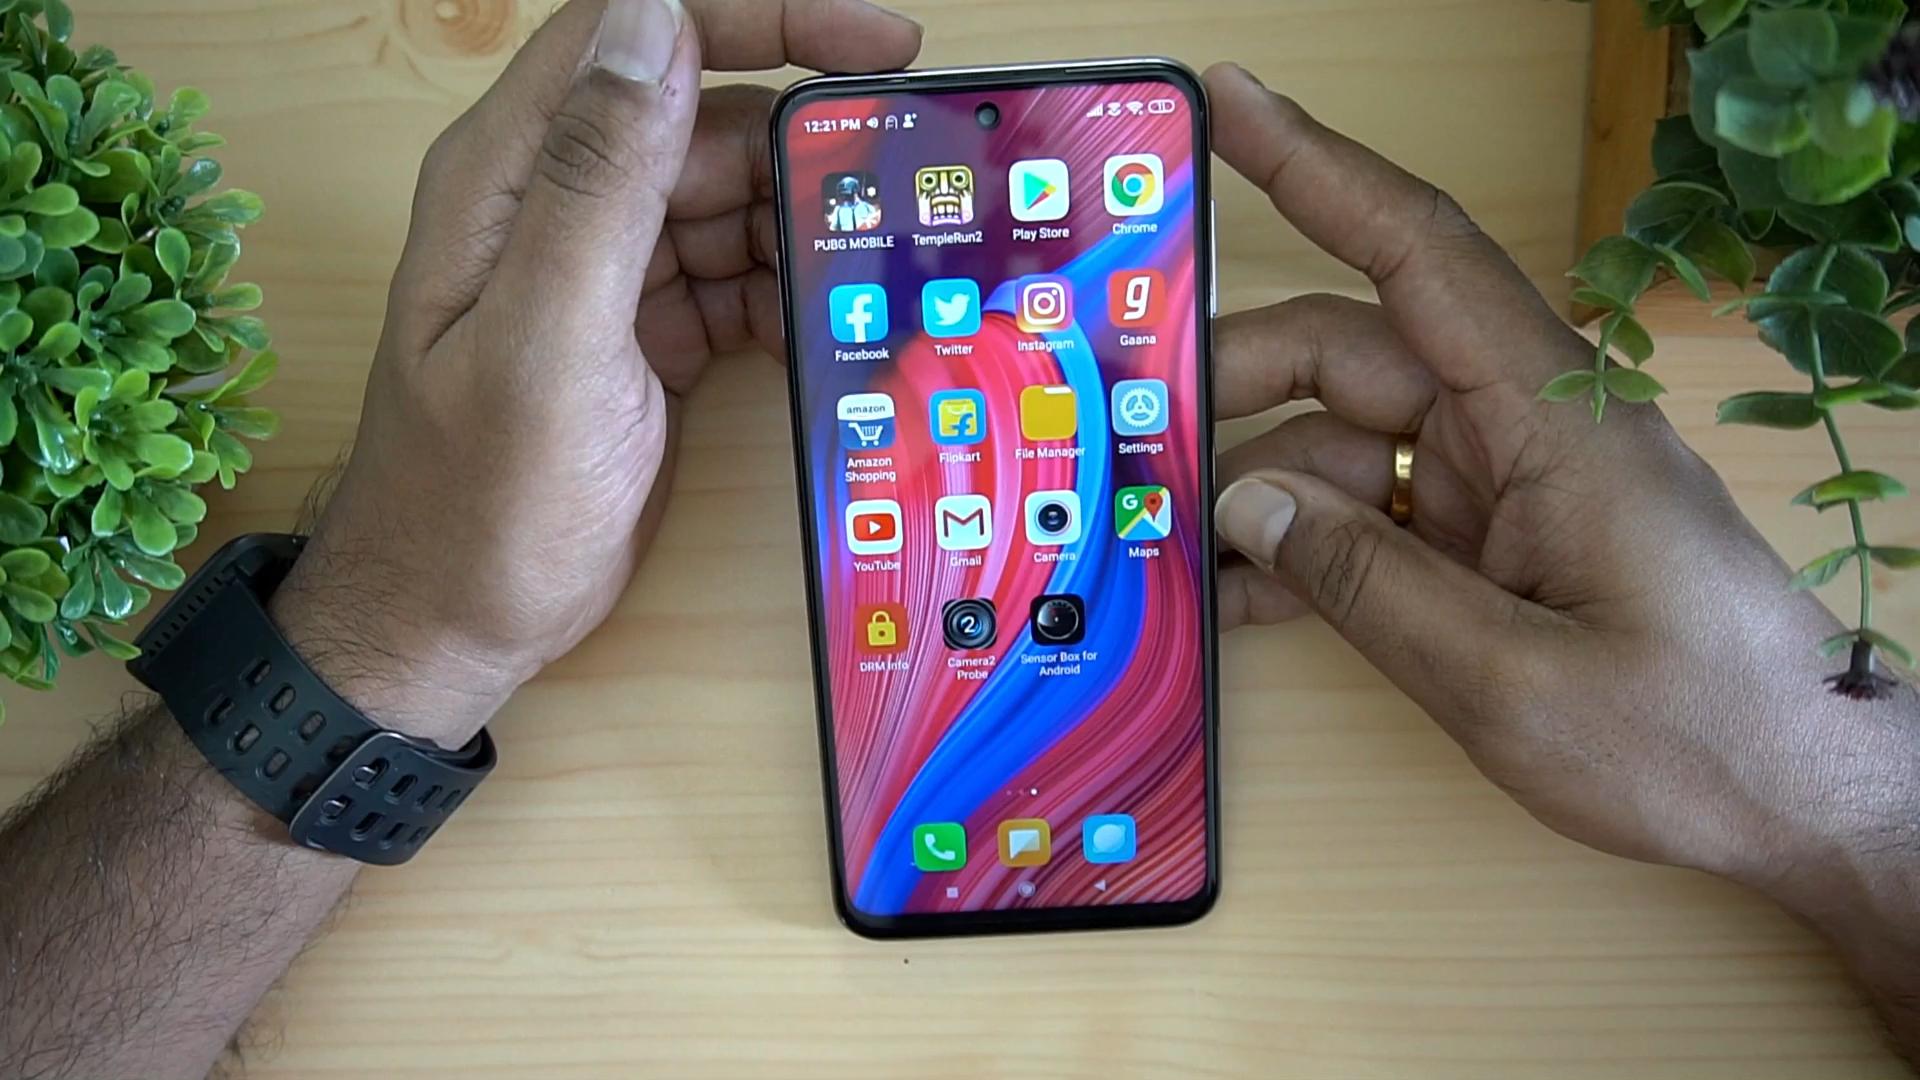 12:21 PM
PUBG MOBILE
TempleRun2
Play Store
Chrome
Facebook
Twitter
Instagram
Gaana
amazon
Amazon
Shopping
Flipkart
File Manager
Settings
YouTube
Gmail
Camera
G
Maps
DRM Info
2
Camera2
Probe
Sensor Box for
Android